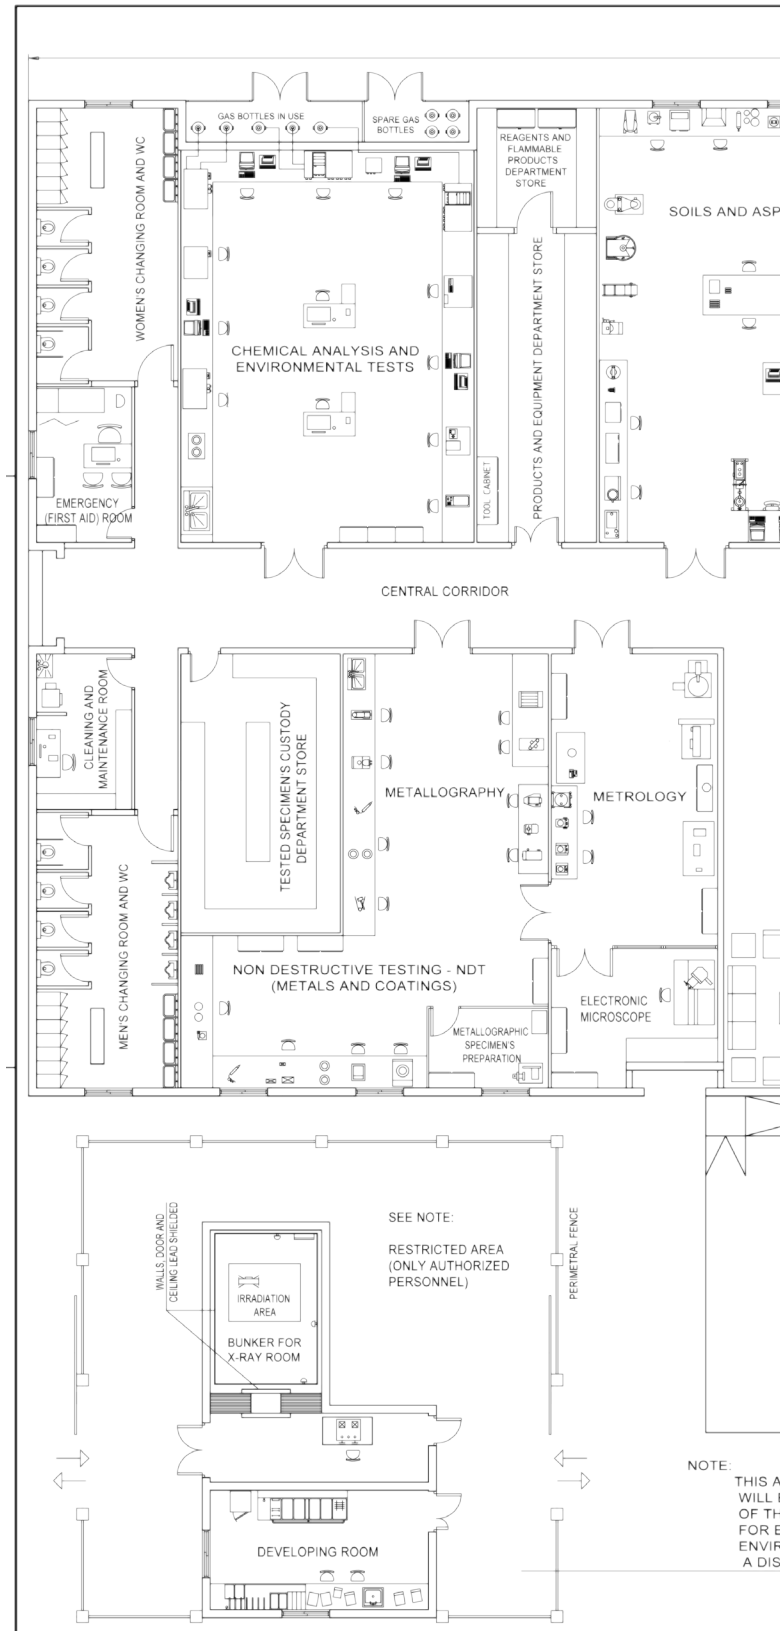 GAS BOTTLES IN USE
SPARE GAS
BOTTLES
REAGENTS AND
FLAMMABLE
PRODUCTS
DEPARTMENT
STORE
WOMEN'S CHANGING ROOM AND WC
SOILS AND ASP
PRODUCTS AND EQUIPMENT DEPARTMENT STORE
CHEMICAL ANALYSIS AND
ENVIRONMENTAL TESTS
TOOL CABINET
EMERGENCY
(FIRST AID) ROOM
CENTRAL CORRIDOR
CLEANING AND
MAINTENANCE ROOM
TESTED SPECIMEN'S CUSTODY
DEPARTMENT STORE
METALLOGRAPHY
METROLOGY
MEN'S CHANGING ROOM AND WC
NON DESTRUCTIVE TESTING - NDT
(METALS AND COATINGS)
ELECTRONIC
MICROSCOPE
METALLOGRAPHIC
SPECIMEN'S
PREPARATION
WALLS, DOOR AND
CEILING LEAD SHIELDED
SEE NOTE:
RESTRICTED AREA
(ONLY AUTHORIZED
PERSONNEL)
PERIMETRAL FENCE
IRRADIATION
AREA
BUNKER FOR
X-RAY ROOM
NOTE:
THIS A
WILL
OF TH
FOR E
ENVIR
A DIS
DEVELOPING ROOM